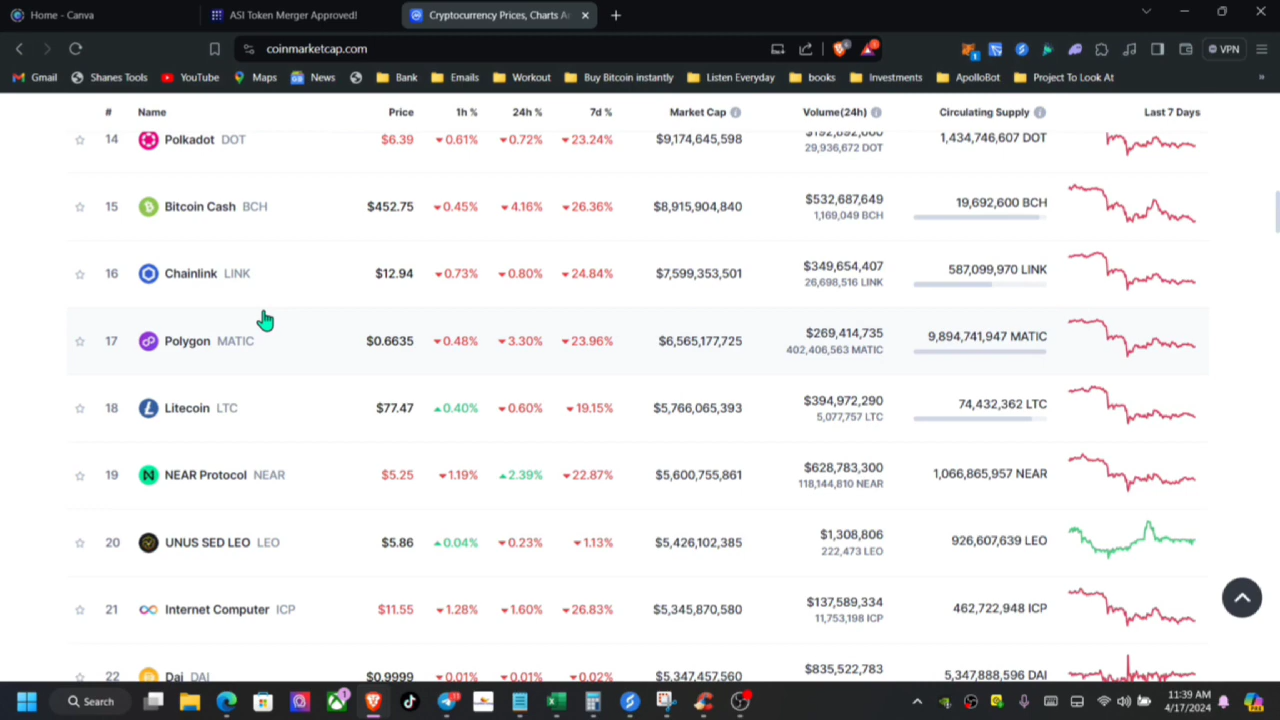 Home - Canva
ASI Token Merger Approved!
Cryptocurrency Prices, Charts A
coinmarketcap.com
VPN
Gmail Shanes Tools YouTube Maps News Bank Emails Workout Buy Bitcoin instantly Listen Everyday books Investments ApolloBot Project To Look At
# Name Price 1h % 24h % 7d % Market Cap Volume(24h) Circulating Supply Last 7 Days
14 Polkadot DOT $6.39 0.61% 0.72% 23.24% $9,174,645,598 1,434,746,607 DOT
29,936,672 DOT
15 Bitcoin Cash BCH $452.75 0.45% 4.16% 26.36% $8,915,904,840 $532,687,649 19,692,600 BCH
1,169,049 BCH
16 Chainlink LINK $12.94 0.73% 0.80% 24.84% $7,599,353,501 $349,654,407 587,099,970 LINK
26,698,516 LINK
17 Polygon MATIC $0.6635 0.48% 3.30% 23.96% $6,565,177,725 $269,414,735 9,894,741,947 MATIC
402,406,563 MATIC
18 Litecoin LTC $77.47 0.40% 0.60% 19.15% $5,766,065,393 $394,972,290 74,432,362 LTC
5,077,757 LTC
19 NEAR Protocol NEAR $5.25 1.19% 2.39% 22.87% $5,600,755,861 $628,783,300 1,066,865,957 NEAR
118,144,810 NEAR
20 UNUS SED LEO LEO $5.86 0.04% 0.23% 1.13% $5,426,102,385 $1,308,806 926,607,639 LEO
222,473 LEO
21 Internet Computer ICP $11.55 1.28% 1.60% 26.83% $5,345,870,580 $137,589,334 462,722,948 ICP
11,753,198 ICP
22 Dai DAI $0.9999 0.01% 0.01% 0.02% $5,347,457,560 $835,522,783 5,347,888,596 DAI
Search
11:39 AM
4/17/2024